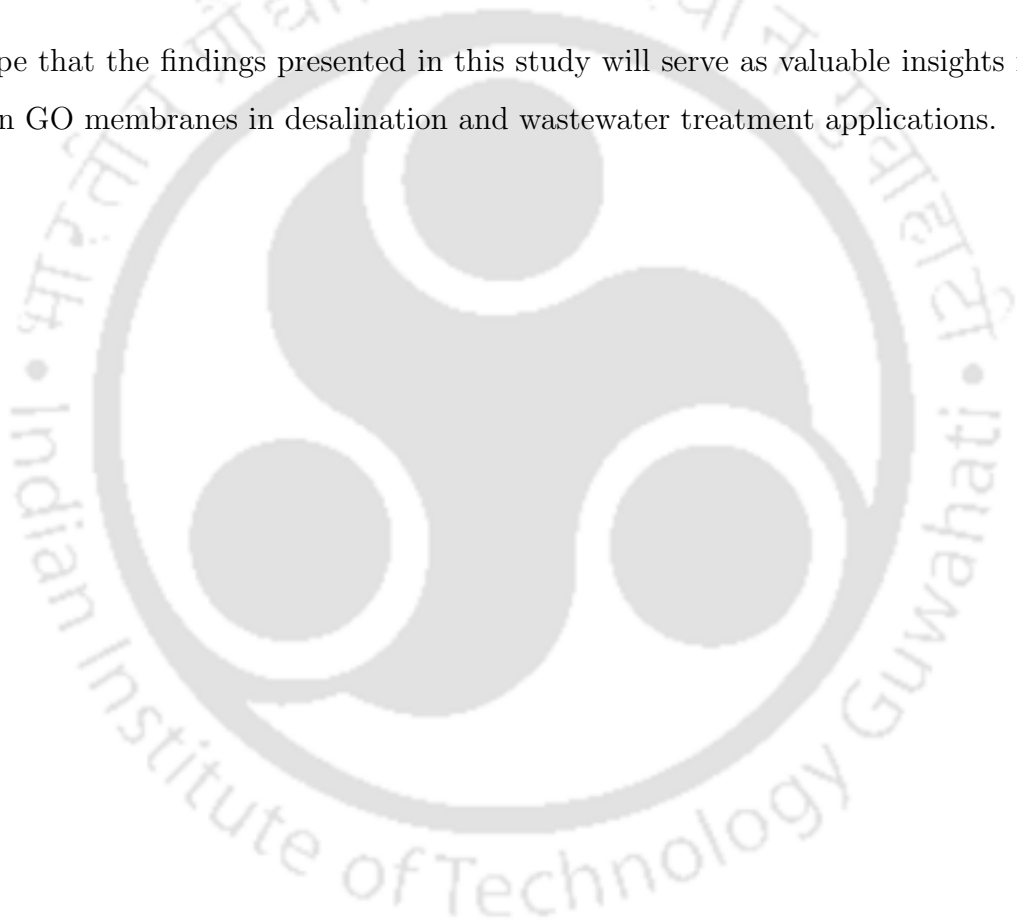 pe that the findings presented in this study will serve as valuable insights
n GO membranes in desalination and wastewater treatment applications.
• Indian Institute of Technology Guwahati •